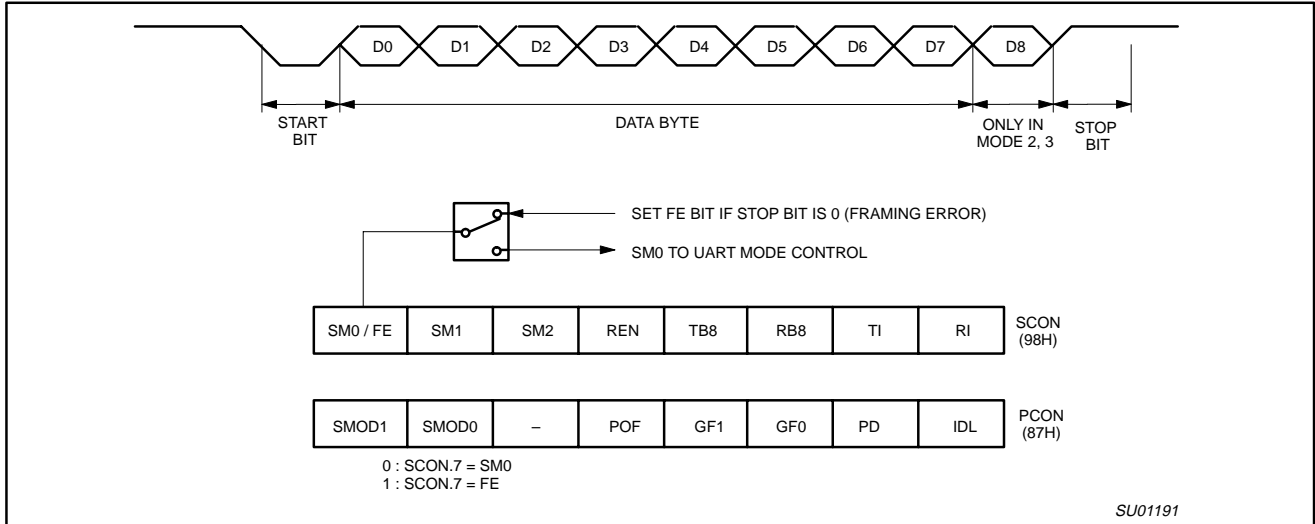 D0 D1 D2 D3 D4 D5 D6 D7 D8
START
BIT
DATA BYTE
ONLY IN
MODE 2, 3
STOP
BIT
SET FE BIT IF STOP BIT IS 0 (FRAMING ERROR)
SM0 TO UART MODE CONTROL
SM0 / FE SM1 SM2 REN TB8 RB8 TI RI
SCON
(98H)
SMOD1 SMOD0 – POF GF1 GF0 PD IDL
PCON
(87H)
0 : SCON.7 = SM0
1 : SCON.7 = FE
SU01191